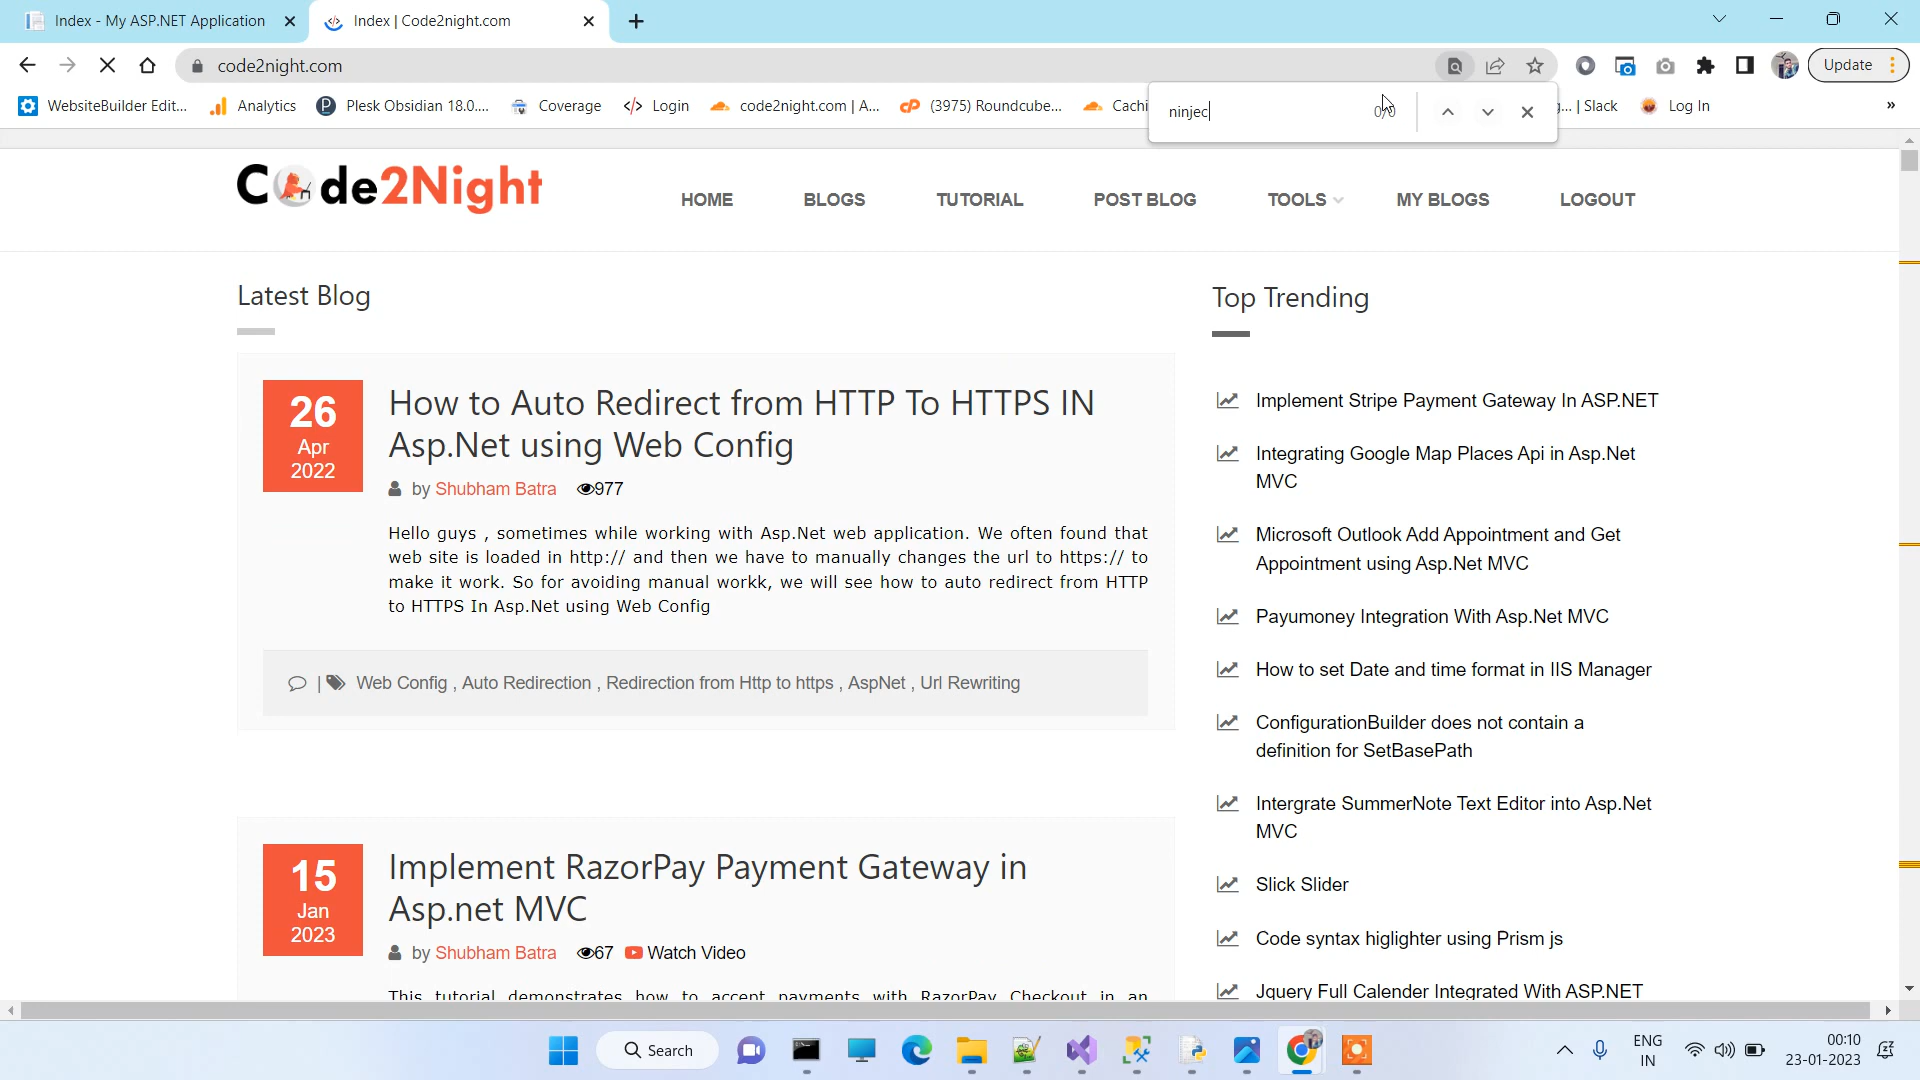 Index - My ASP.NET Application
Index | Code2night.com
code2night.com
Update
WebsiteBuilder Edit...
Analytics
Plesk Obsidian 18.0....
Coverage
Login
code2night.com | A...
(3975) Roundcube...
Cachi
g... | Slack
Log In
»
ninjec
0/0
Code2Night
HOME
BLOGS
TUTORIAL
POST BLOG
TOOLS
MY BLOGS
LOGOUT
Latest Blog
26
Apr
2022
How to Auto Redirect from HTTP To HTTPS IN
Asp.Net using Web Config
by Shubham Batra 977
Hello guys , sometimes while working with Asp.Net web application. We often found that
web site is loaded in http:// and then we have to manually changes the url to https:// to
make it work. So for avoiding manual workk, we will see how to auto redirect from HTTP
to HTTPS In Asp.Net using Web Config
| Web Config , Auto Redirection , Redirection from Http to https , AspNet , Url Rewriting
15
Jan
2023
Implement RazorPay Payment Gateway in
Asp.net MVC
by Shubham Batra 67 Watch Video
This tutorial demonstrates how to accept payments with RazorPay Checkout in an
Top Trending
Implement Stripe Payment Gateway In ASP.NET
Integrating Google Map Places Api in Asp.Net
MVC
Microsoft Outlook Add Appointment and Get
Appointment using Asp.Net MVC
Payumoney Integration With Asp.Net MVC
How to set Date and time format in IIS Manager
ConfigurationBuilder does not contain a
definition for SetBasePath
Intergrate SummerNote Text Editor into Asp.Net
MVC
Slick Slider
Code syntax higlighter using Prism js
Jquery Full Calender Integrated With ASP.NET
Search
ENG
IN
00:10
23-01-2023